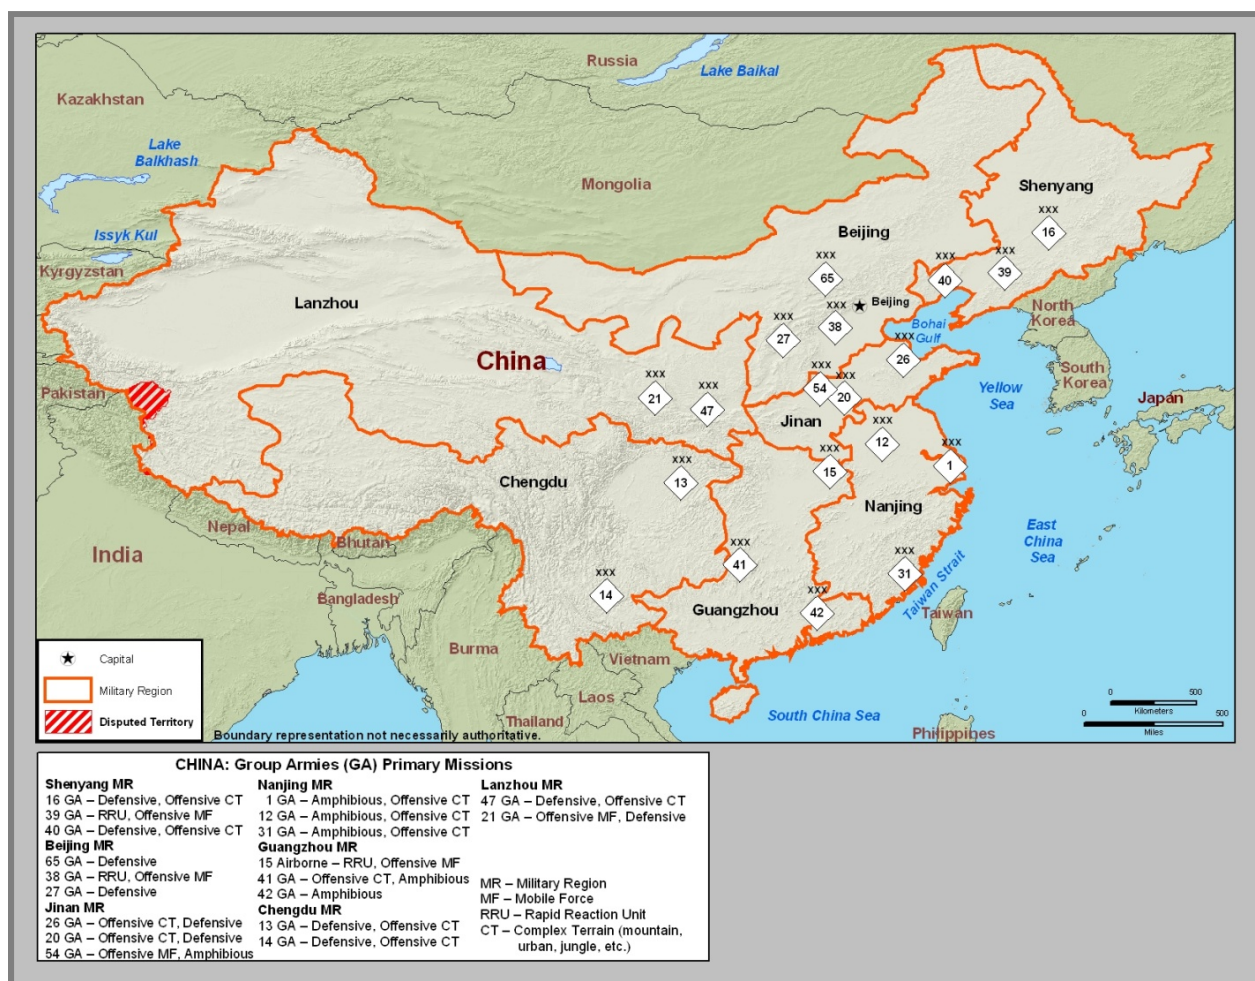 Russia
Lake Baikal
Kazakhstan
Lake
Balkhash
Mongolia
Shenyang
xxx
16
Issyk Kul
Beijing
xxx
65
xxx
40
xxx
39
Kyrgyzstan
Lanzhou
Beijing
North
Korea
xxx
27
xxx
38
Bohai
Gulf
xxx
26
China
South
Korea
Pakistan
xxx
21
xxx
47
xxx
54
xxx
20
Yellow
Sea
Japan
Jinan
xxx
12
xxx
1
xxx
13
xxx
15
Chengdu
Nanjing
Nepal
Bhutan
India
East
China
Sea
xxx
41
xxx
31
Taiwan Strait
xxx
14
Bangladesh
Guangzhou
xxx
42
Taiwan
Burma
Vietnam
Laos
Thailand
South China Sea
Philippines
Capital
Military Region
Disputed Territory
Boundary representation not necessarily authoritative.
0 500
Kilometers
0 500
Miles
CHINA: Group Armies (GA) Primary Missions
Shenyang MR
16 GA – Defensive, Offensive CT
39 GA – RRU, Offensive MF
40 GA – Defensive, Offensive CT
Beijing MR
65 GA – Defensive
38 GA – RRU, Offensive MF
27 GA – Defensive
Jinan MR
26 GA – Offensive CT, Defensive
20 GA – Offensive CT, Defensive
54 GA – Offensive MF, Amphibious
Nanjing MR
1 GA – Amphibious, Offensive CT
12 GA – Amphibious, Offensive CT
31 GA – Amphibious, Offensive CT
Guangzhou MR
15 Airborne – RRU, Offensive MF
41 GA – Offensive CT, Amphibious
42 GA – Amphibious
Chengdu MR
13 GA – Defensive, Offensive CT
14 GA – Defensive, Offensive CT
Lanzhou MR
47 GA – Defensive, Offensive CT
21 GA – Offensive MF, Defensive
MR – Military Region
MF – Mobile Force
RRU – Rapid Reaction Unit
CT – Complex Terrain (mountain,
urban, jungle, etc.)